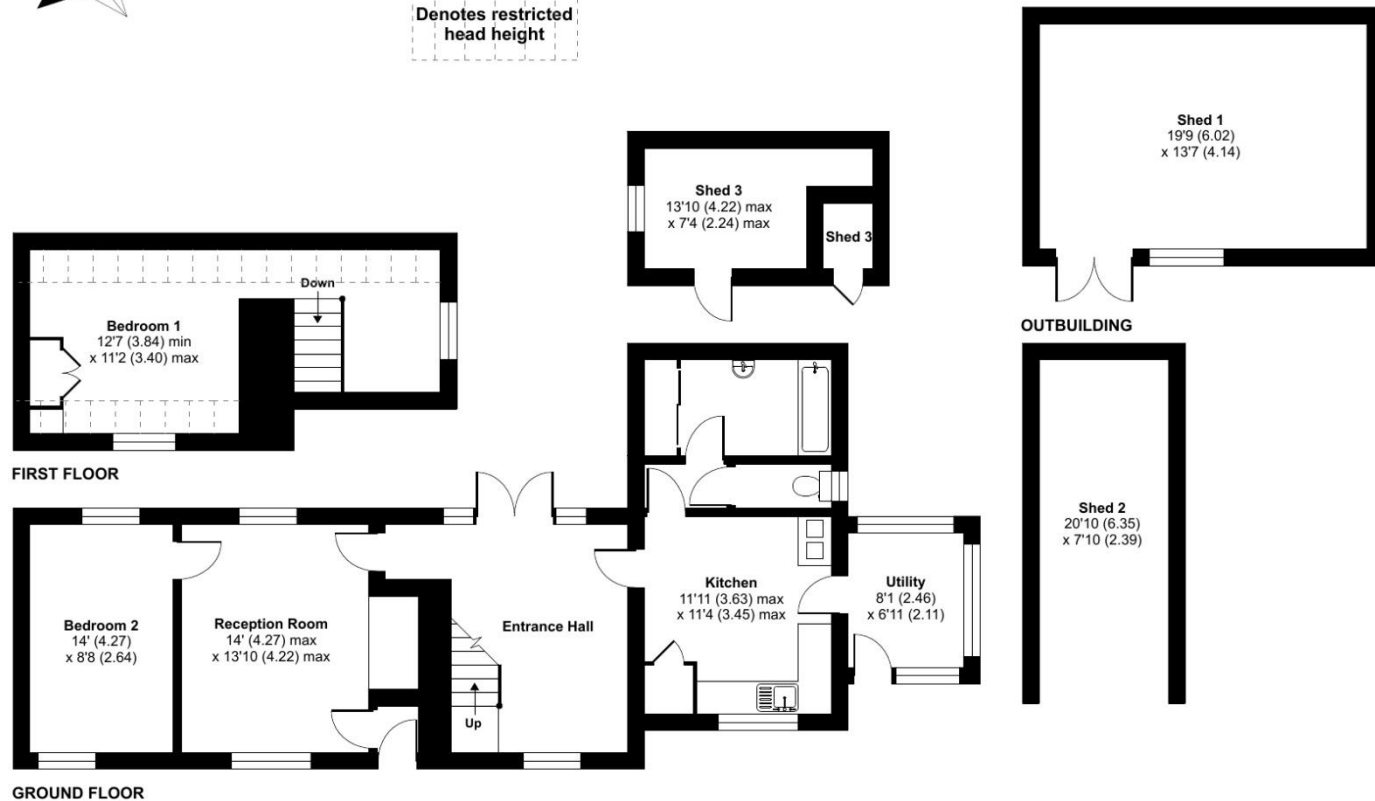 Denotes restricted
head height
Shed 1
19'9 (6.02)
x 13'7 (4.14)
OUTBUILDING
Shed 3
13'10 (4.22) max
x 7'4 (2.24) max
Shed 3
Down
Bedroom 1
12'7 (3.84) min
x 11'2 (3.40) max
FIRST FLOOR
Shed 2
20'10 (6.35)
x 7'10 (2.39)
Bedroom 2
14' (4.27)
x 8'8 (2.64)
Reception Room
14' (4.27) max
x 13'10 (4.22) max
Entrance Hall
Up
Kitchen
11'11 (3.63) max
x 11'4 (3.45) max
Utility
8'1 (2.46)
x 6'11 (2.11)
GROUND FLOOR